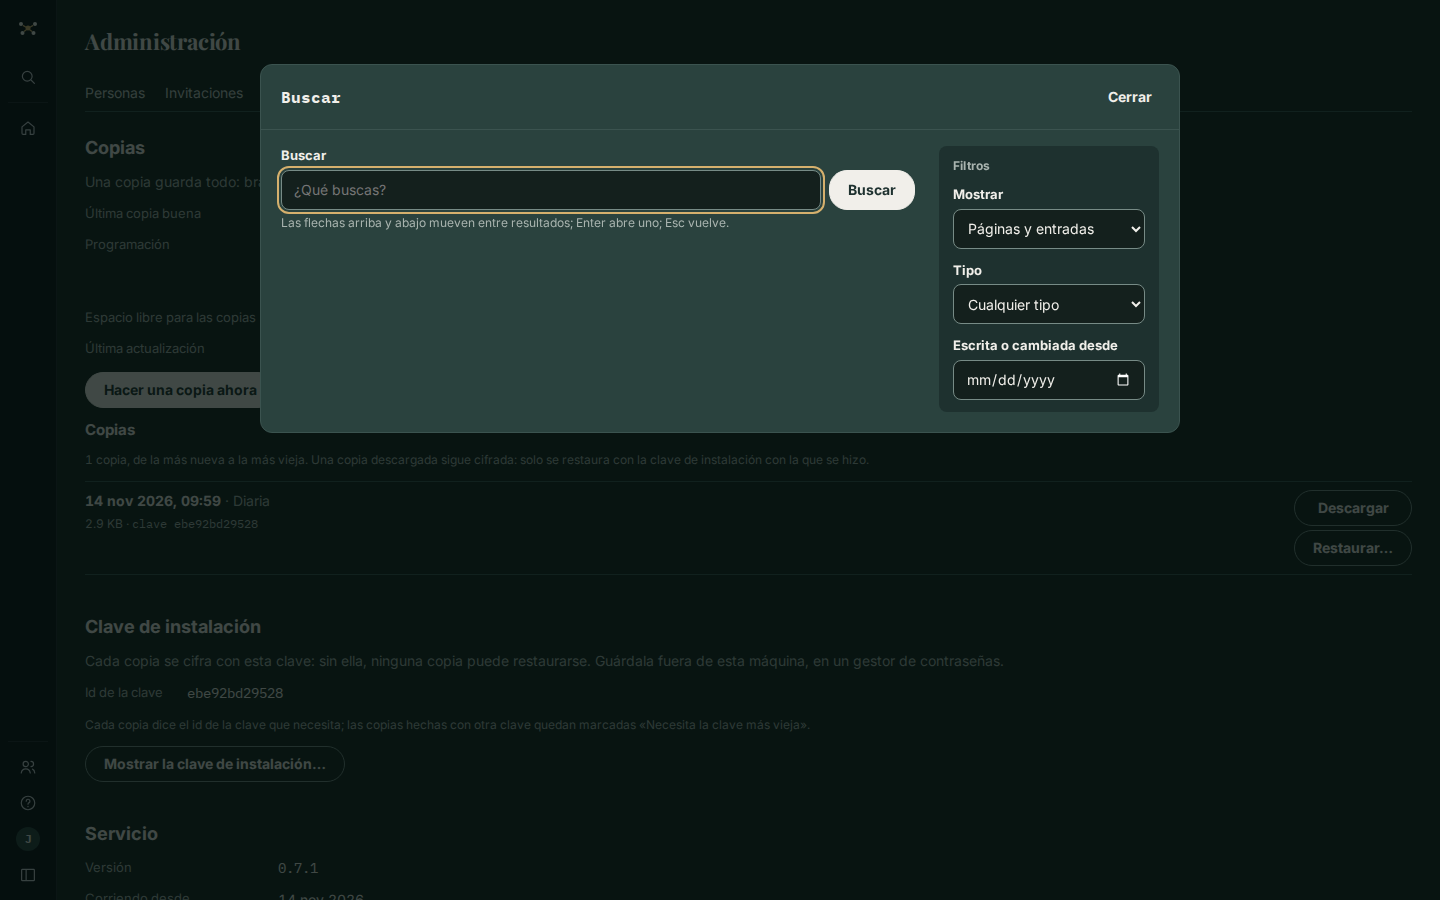 Administración
Personas Invitaciones
Buscar
Cerrar
Buscar
¿Qué buscas?
Buscar
Las flechas arriba y abajo mueven entre resultados; Enter abre uno; Esc vuelve.
Filtros
Mostrar
Páginas y entradas
Tipo
Cualquier tipo
Escrita o cambiada desde
mm/dd/yyyy
Copias
Una copia guarda todo:
Última copia buena
Programación
Espacio libre para las copias
Última actualización
Hacer una copia ahora
Copias
1 copia, de la más nueva a la más vieja. Una copia descargada sigue cifrada: solo se restaura con la clave de instalación con la que se hizo.
14 nov 2026, 09:59 · Diaria
2.9 KB · clave ebe92bd29528
Descargar
Restaurar...
Clave de instalación
Cada copia se cifra con esta clave: sin ella, ninguna copia puede restaurarse. Guárdala fuera de esta máquina, en un gestor de contraseñas.
Id de la clave ebe92bd29528
Cada copia dice el id de la clave que necesita; las copias hechas con otra clave quedan marcadas «Necesita la clave más vieja».
Mostrar la clave de instalación...
J
Servicio
Versión 0.7.1
Corriendo desde 14 nov 2026